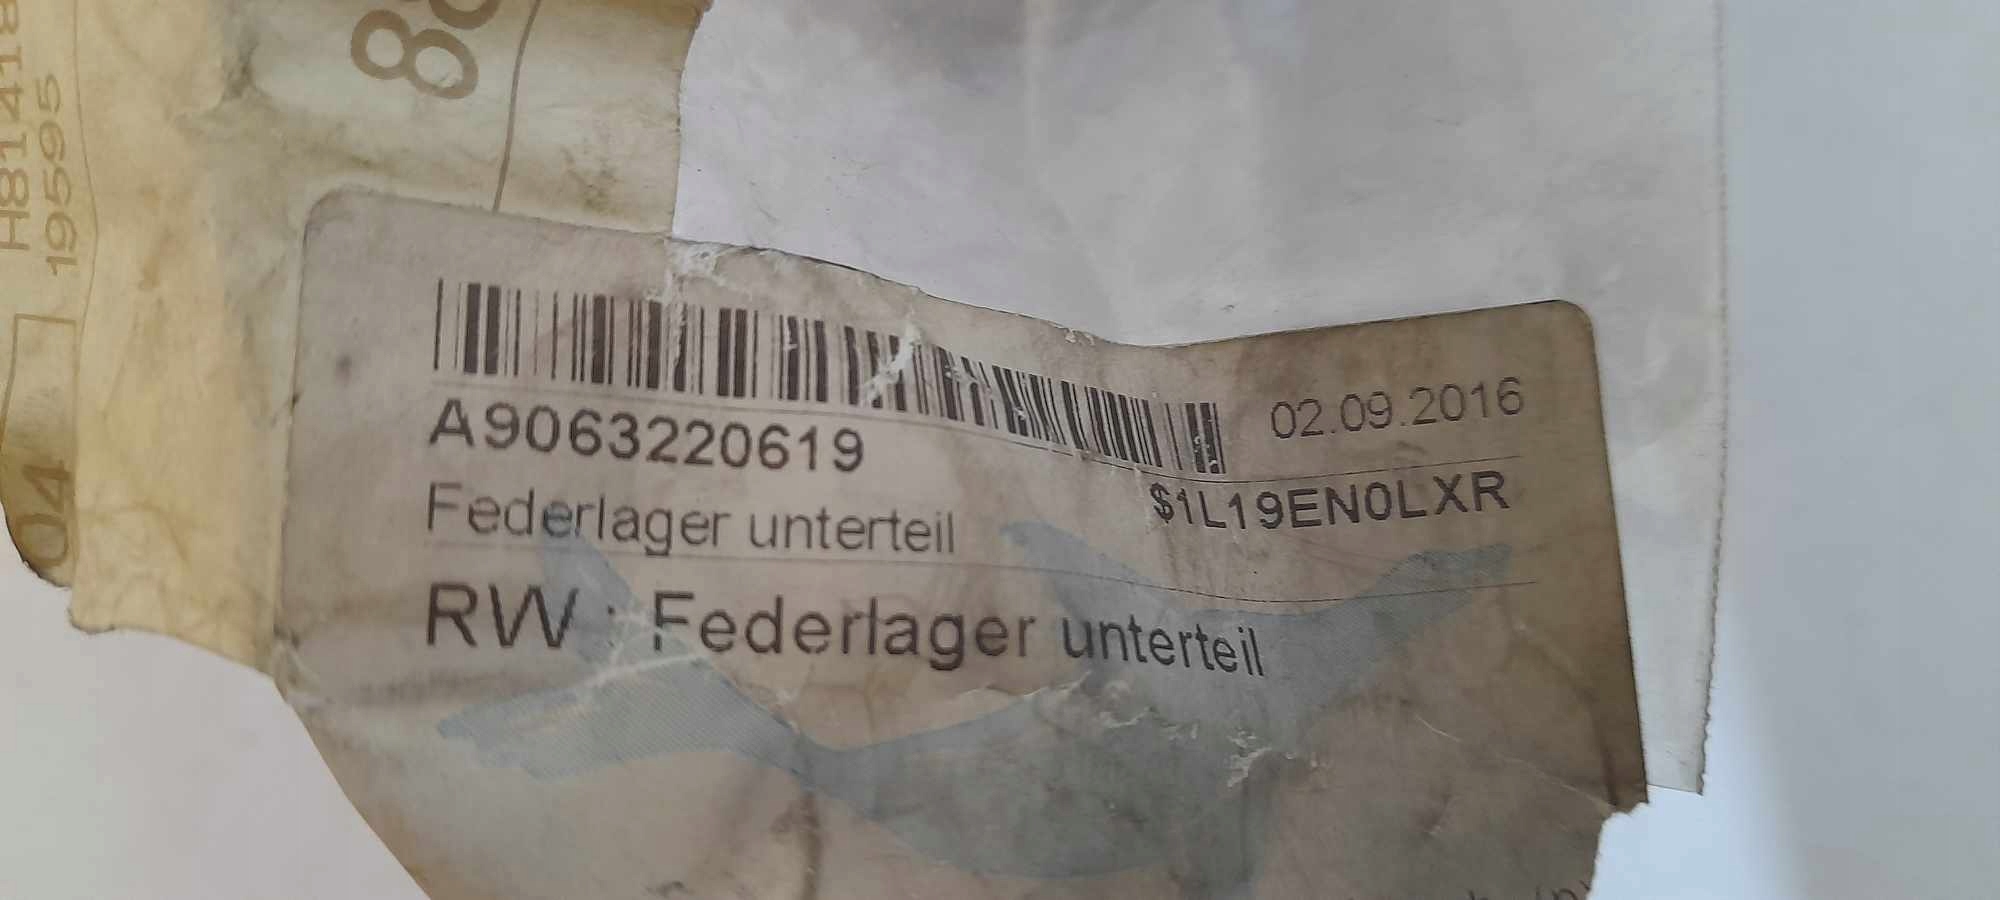 H81418
19595
04
A9063220619
02.09.2016
Federlager unterteil
$1L19EN0LXR
RW : Federlager unterteil